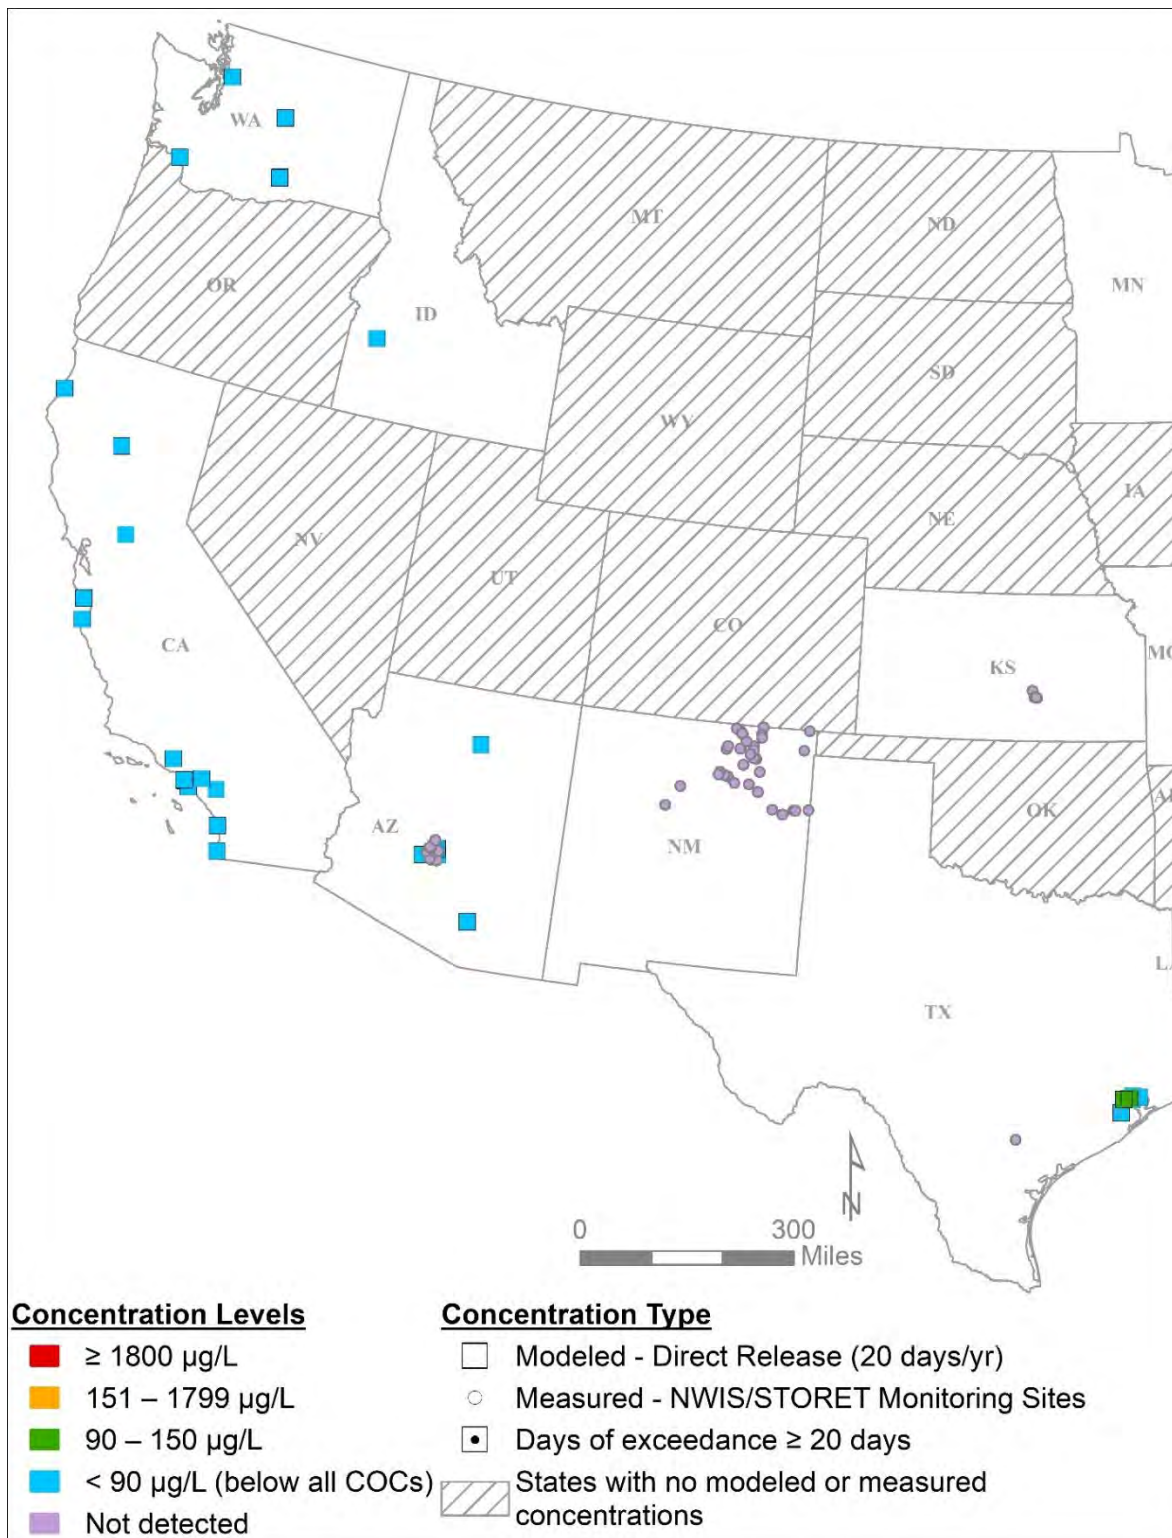 WA
MT
ND
MN
OR
ID
SD
WY
IA
NE
NV
UT
CO
CA
KS
MO
AZ
NM
OK
TX
N
0 300
Miles
Concentration Levels
≥ 1800 µg/L
151 – 1799 µg/L
90 – 150 µg/L
< 90 µg/L (below all COCs)
Not detected
Concentration Type
Modeled - Direct Release (20 days/yr)
Measured - NWIS/STORET Monitoring Sites
Days of exceedance ≥ 20 days
States with no modeled or measured
concentrations